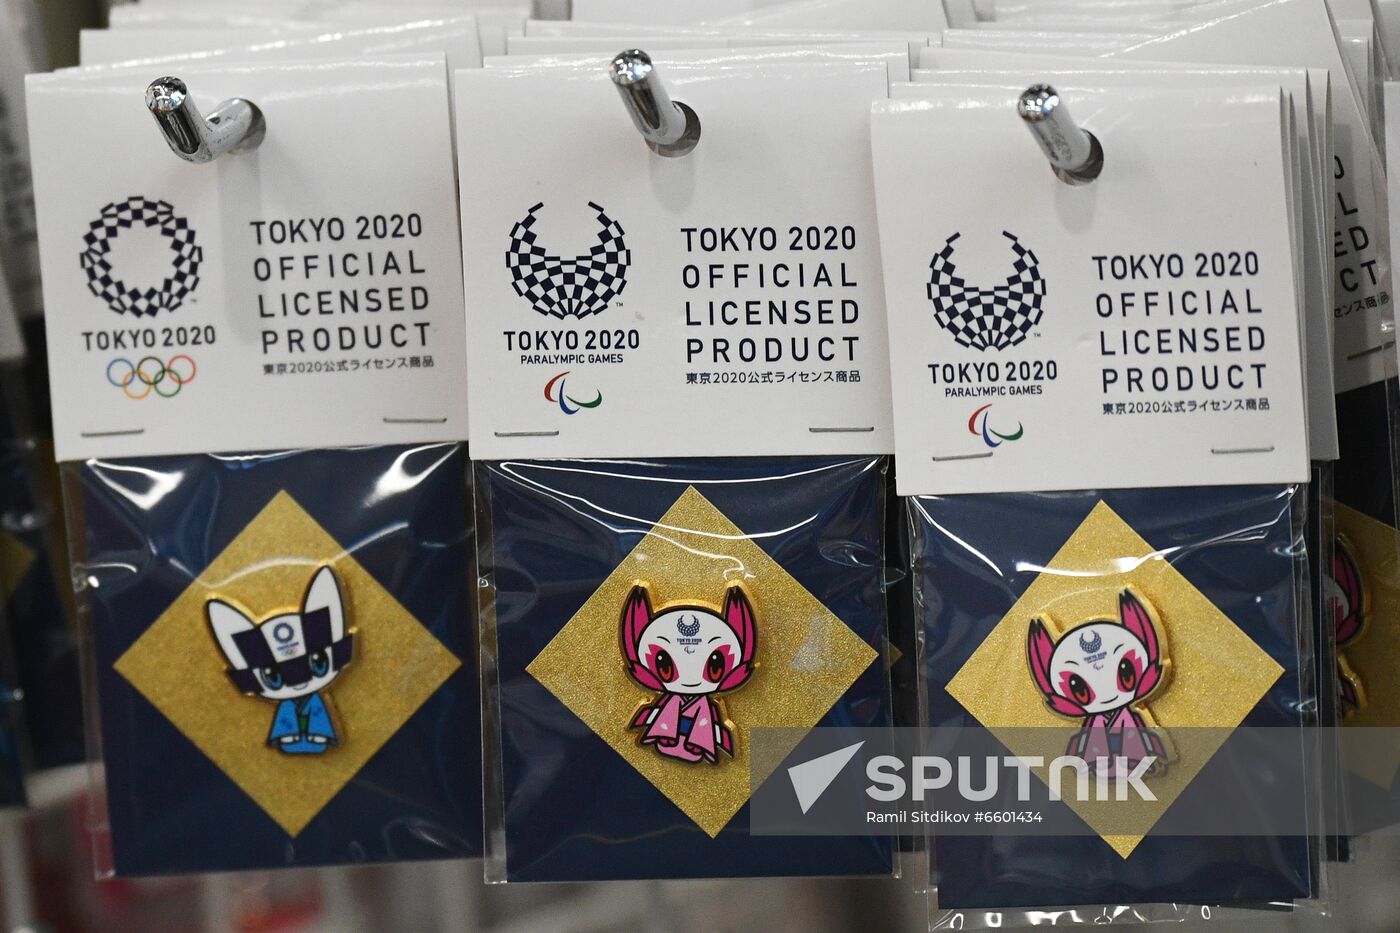 TOKYO 2020
TOKYO 2020
OFFICIAL
LICENSED
PRODUCT
東京2020公式ライセンス商品
TOKYO 2020
PARALYMPIC GAMES
TOKYO 2020
OFFICIAL
LICENSED
PRODUCT
東京2020公式ライセンス商品
TOKYO 2020
PARALYMPIC GAMES
TOKYO 2020
OFFICIAL
LICENSED
PRODUCT
東京2020公式ライセンス商品
TOKYO 2020
SPUTNIK
Ramil Sitdikov #6601434